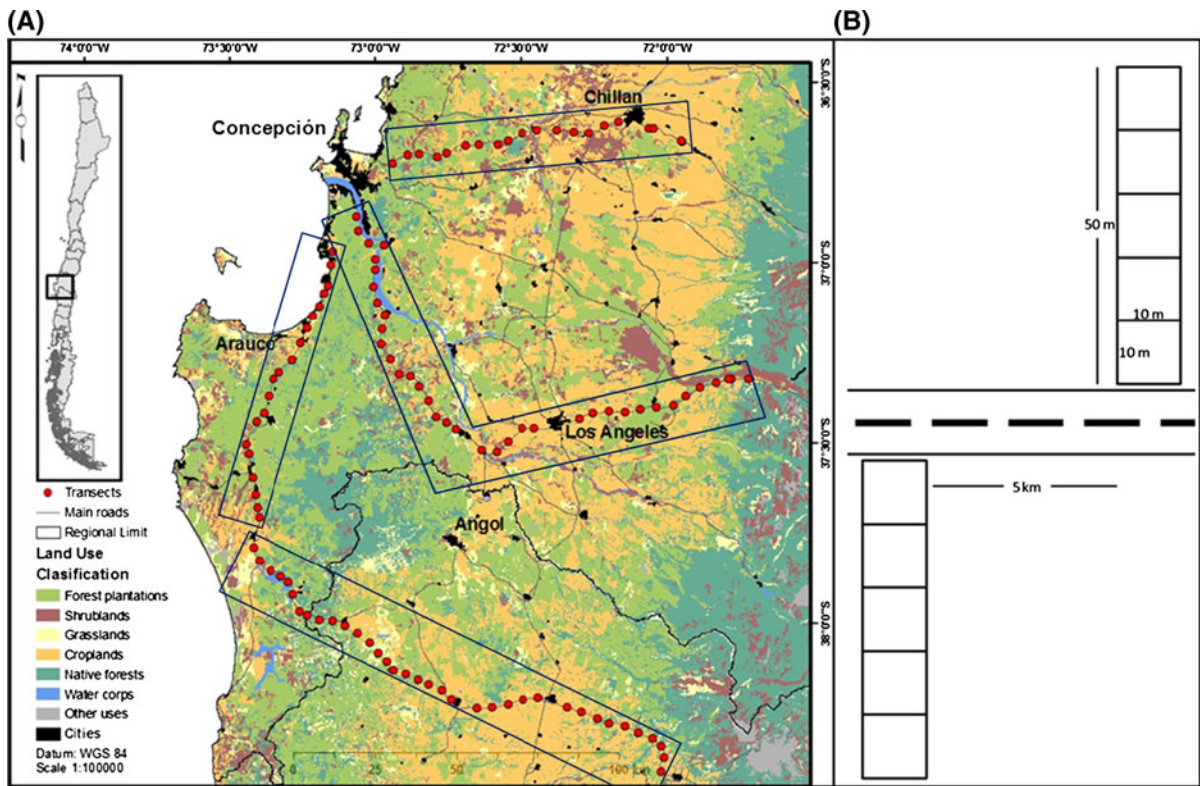 (A)
(B)
74°0'0"W 73°30'0"W 73°0'0"W 72°30'0"W 72°0'0"W
36°30'0"S
37°0'0"S
37°30'0"S
38°0'0"S
Concepción
Chillan
Arauco
Los Angeles
Angol
Transects
Main roads
Regional Limit
Land Use
Clasification
Forest plantations
Shrublands
Grasslands
Croplands
Native forests
Water corps
Other uses
Cities
Datum: WGS 84
Scale 1:100000
0 25 50 100 km
50 m
10 m
10 m
5km